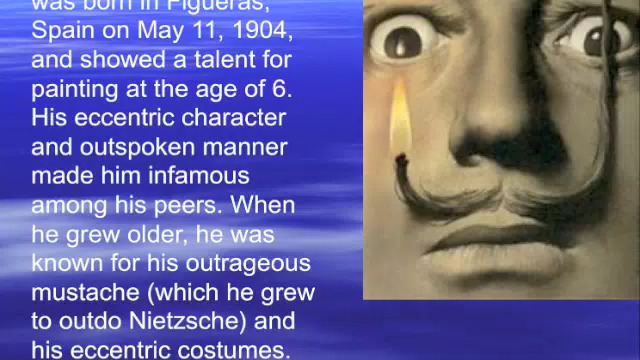 was born in Figueras,
Spain on May 11, 1904,
and showed a talent for
painting at the age of 6.
His eccentric character
and outspoken manner
made him infamous
among his peers. When
he grew older, he was
known for his outrageous
mustache (which he grew
to outdo Nietzsche) and
his eccentric costumes.